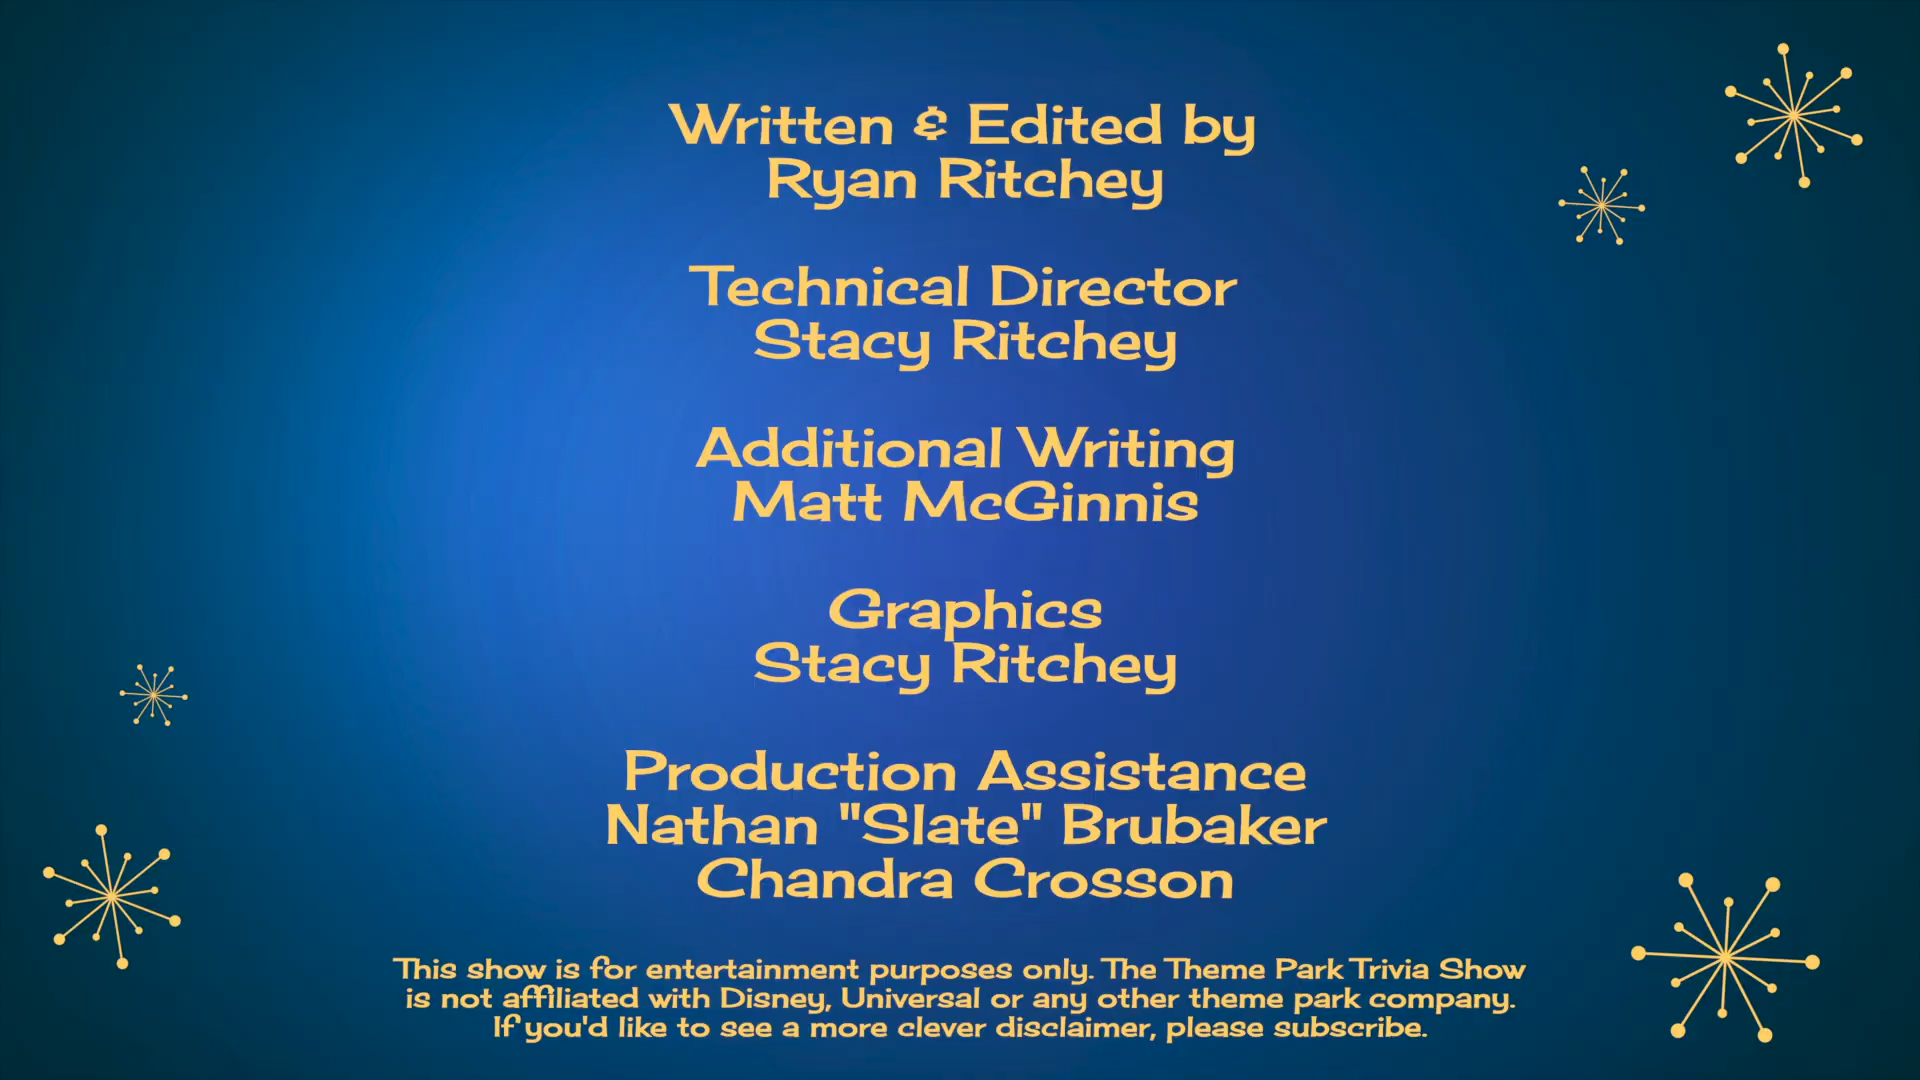 Written & Edited by
Ryan Ritchey
Technical Director
Stacy Ritchey
Additional Writing
Matt McGinnis
Graphics
Stacy Ritchey
Production Assistance
Nathan "Slate" Brubaker
Chandra Crosson
This show is for entertainment purposes only. The Theme Park Trivia Show
is not affiliated with Disney, Universal or any other theme park company.
If you'd like to see a more clever disclaimer, please subscribe.